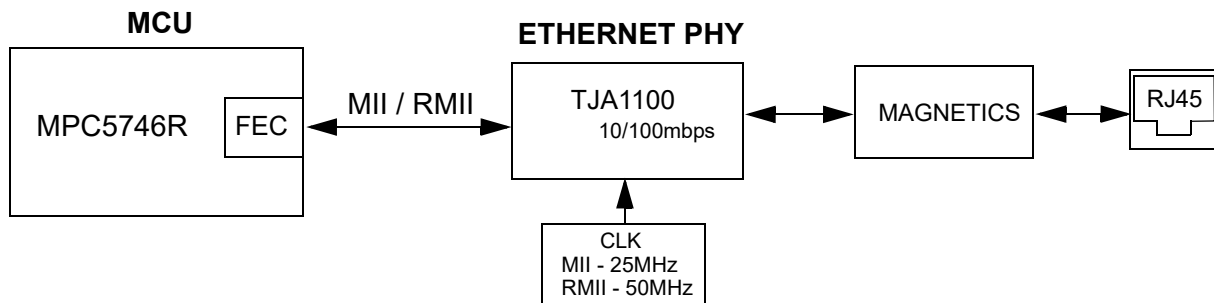 MCU
MPC5746R
FEC
MII / RMII
ETHERNET PHY
TJA1100
10/100mbps
MAGNETICS
RJ45
CLK
MII - 25MHz
RMII - 50MHz